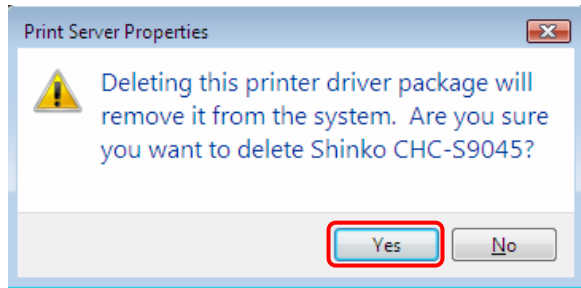 Print Server Properties
Deleting this printer driver package will
remove it from the system.  Are you sure
you want to delete Shinko CHC-S9045?
Yes
No